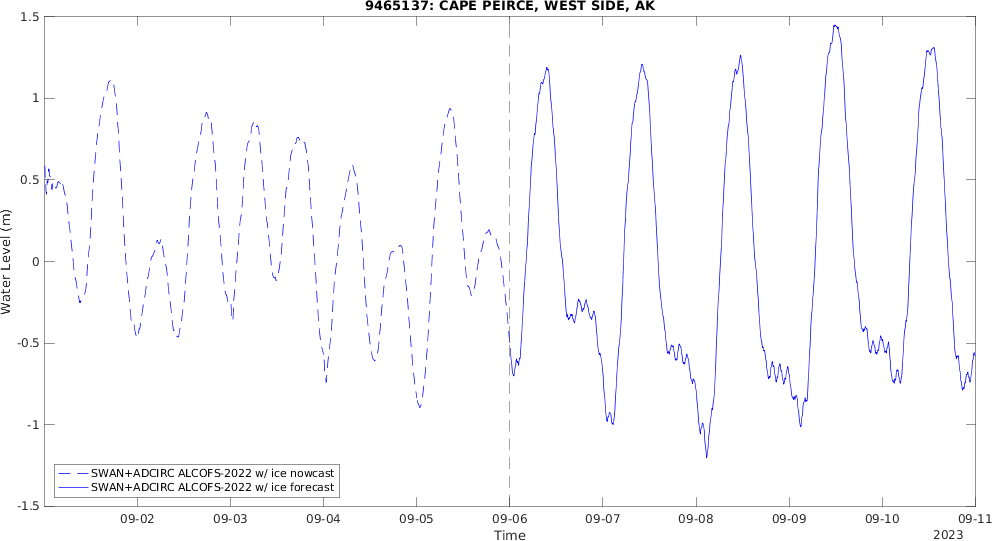 9465137: CAPE PEIRCE, WEST SIDE, AK
1.5
1
0.5
0
-0.5
-1
-1.5
Water Level (m)
SWAN+ADCIRC ALCOFS-2022 w/ ice nowcast
SWAN+ADCIRC ALCOFS-2022 w/ ice forecast
09-02 09-03 09-04 09-05 09-06 09-07 09-08 09-09 09-10 09-11
Time
2023